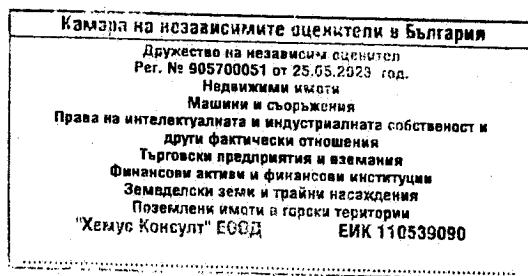 Камара на независимите оценители в България
Дружество на независим оценител
Рег. № 905700051 от 25.05.2023 год.
Недвижими имоти
Машини и съоръжения
Права на интелектуалната и индустриалната собственост и
други фактически отношения
Търговски предприятия и вземания
Финансови активи и финансови институции
Земеделски земи и трайни насаждения
Поземлени имоти в горски територии
"Хемус Консулт" ЕООД ЕИК 110539090